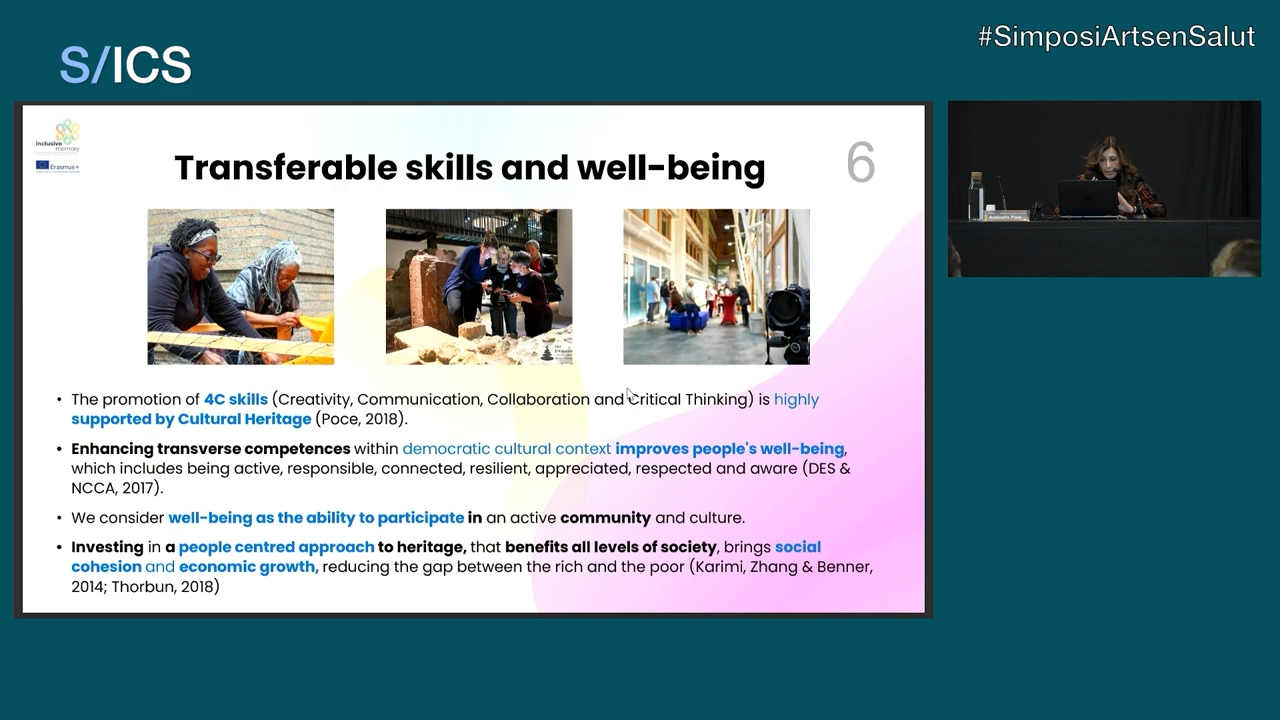 #SimposiArtsenSalut
S/ICS
inclusive
memory
Erasmus+
Transferable skills and well-being
6
• The promotion of 4C skills (Creativity, Communication, Collaboration and Critical Thinking) is highly
supported by Cultural Heritage (Poce, 2018).
• Enhancing transverse competences within democratic cultural context improves people's well-being,
which includes being active, responsible, connected, resilient, appreciated, respected and aware (DES &
NCCA, 2017).
• We consider well-being as the ability to participate in an active community and culture.
• Investing in a people centred approach to heritage, that benefits all levels of society, brings social
cohesion and economic growth, reducing the gap between the rich and the poor (Karimi, Zhang & Benner,
2014; Thorbun, 2018)
Antonella Poce